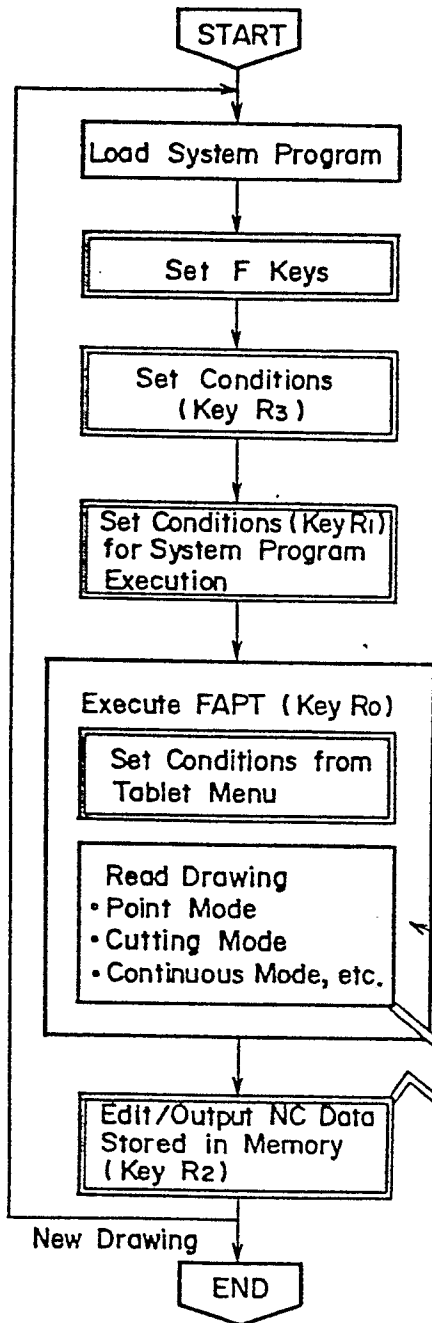 START
Load System Program
Set F Keys
Set Conditions
(Key R3)
Set Conditions (Key R1)
for System Program
Execution
Execute FAPT (Key R0)
Set Conditions from
Tablet Menu
Read Drawing
• Point Mode
• Cutting Mode
• Continuous Mode, etc.
Edit/Output NC Data
Stored in Memory
(Key R2)
New Drawing
END